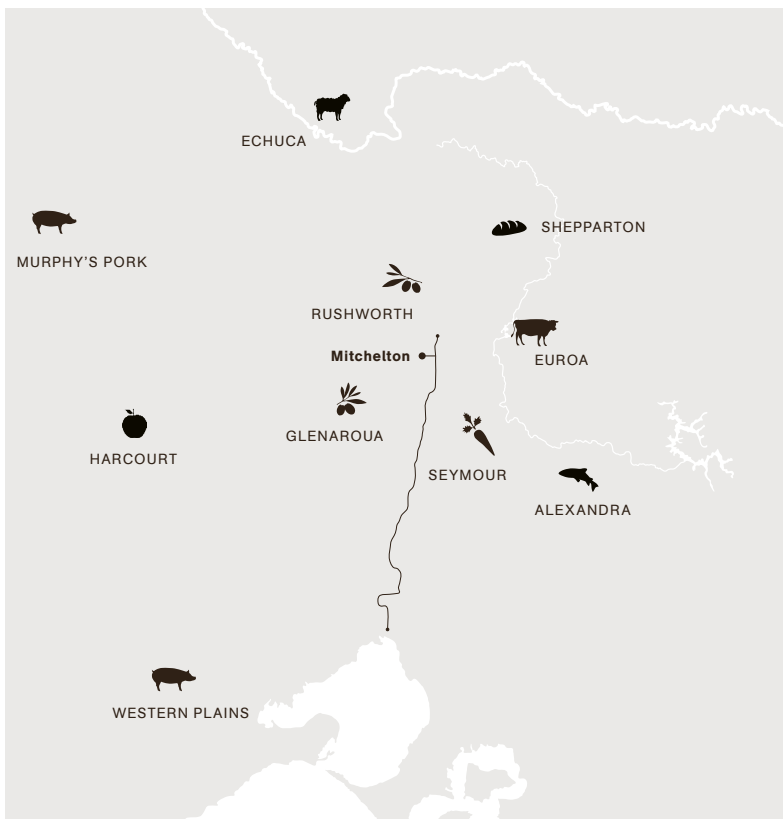 ECHUCA
SHEPPARTON
MURPHY’S PORK
RUSHWORTH
Mitchelton
EUROA
GLENAROUA
HARCOURT
SEYMOUR
ALEXANDRA
WESTERN PLAINS